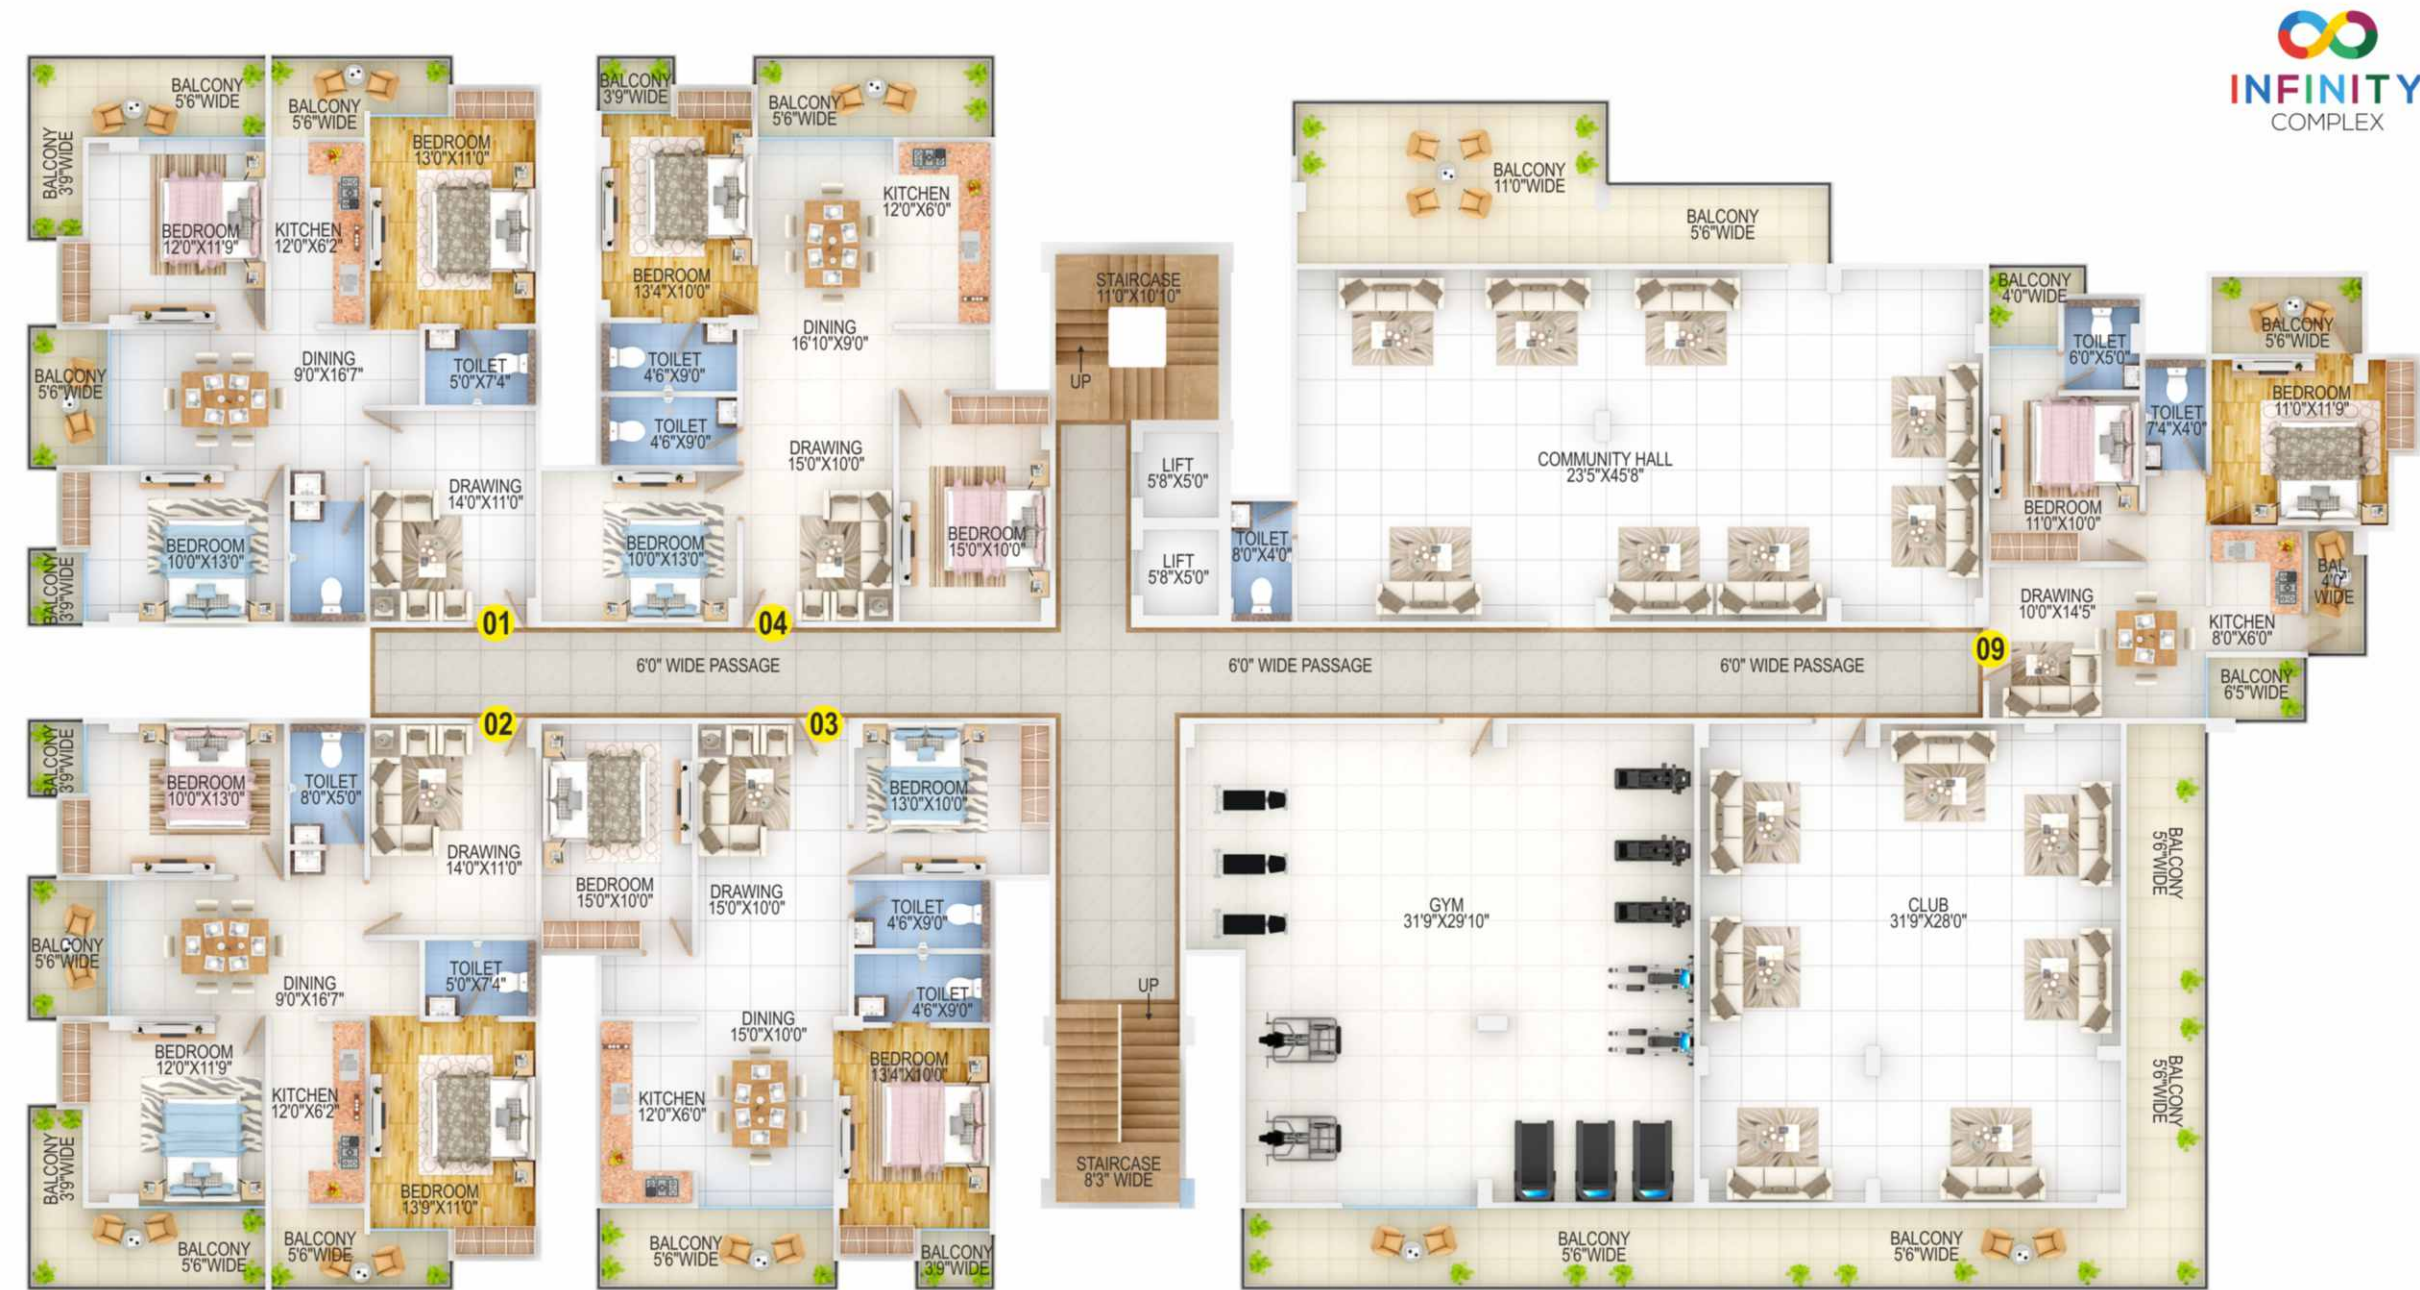 INFINITY
COMPLEX
BALCONY
5'6"WIDE
BALCONY
3'9"WIDE
BALCONY
5'6"WIDE
BEDROOM
13'0"X11'0"
BEDROOM
12'0"X11'9"
KITCHEN
12'0"X6'2"
BALCONY
5'6"WIDE
DINING
9'0"X16'7"
TOILET
5'0"X7'4"
DRAWING
14'0"X11'0"
BEDROOM
10'0"X13'0"
BALCONY
3'9"WIDE
01
BALCONY
3'9"WIDE
BALCONY
5'6"WIDE
KITCHEN
12'0"X6'0"
BEDROOM
13'4"X10'0"
DINING
16'10"X9'0"
TOILET
4'6"X9'0"
TOILET
4'6"X9'0"
DRAWING
15'0"X10'0"
BEDROOM
10'0"X13'0"
BEDROOM
15'0"X10'0"
04
STAIRCASE
11'0"X10'10"
UP
LIFT
5'8"X5'0"
LIFT
5'8"X5'0"
TOILET
8'0"X4'0"
BALCONY
11'0"WIDE
BALCONY
5'6"WIDE
COMMUNITY HALL
23'5"X45'8"
BALCONY
4'0"WIDE
TOILET
6'0"X5'0"
BALCONY
5'6"WIDE
BEDROOM
11'0"X11'9"
TOILET
7'4"X4'0"
BEDROOM
11'0"X10'0"
DRAWING
10'0"X14'5"
BAL.
4'0"
WIDE
KITCHEN
8'0"X6'0"
BALCONY
6'5"WIDE
09
6'0" WIDE PASSAGE
6'0" WIDE PASSAGE
6'0" WIDE PASSAGE
02
BALCONY
3'9"WIDE
BEDROOM
10'0"X13'0"
TOILET
8'0"X5'0"
DRAWING
14'0"X11'0"
BALCONY
5'6"WIDE
DINING
9'0"X16'7"
TOILET
5'0"X7'4"
BEDROOM
12'0"X11'9"
KITCHEN
12'0"X6'2"
BEDROOM
13'9"X11'0"
BALCONY
3'9"WIDE
BALCONY
5'6"WIDE
BALCONY
5'6"WIDE
03
BEDROOM
13'0"X10'0"
BEDROOM
15'0"X10'0"
DRAWING
15'0"X10'0"
TOILET
4'6"X9'0"
TOILET
4'6"X9'0"
DINING
15'0"X10'0"
BEDROOM
13'4"X10'0"
KITCHEN
12'0"X6'0"
BALCONY
5'6"WIDE
BALCONY
3'9"WIDE
UP
STAIRCASE
8'3" WIDE
GYM
31'9"X29'10"
CLUB
31'9"X28'0"
BALCONY
5'6"WIDE
BALCONY
5'6"WIDE
BALCONY
5'6"WIDE
BALCONY
5'6"WIDE